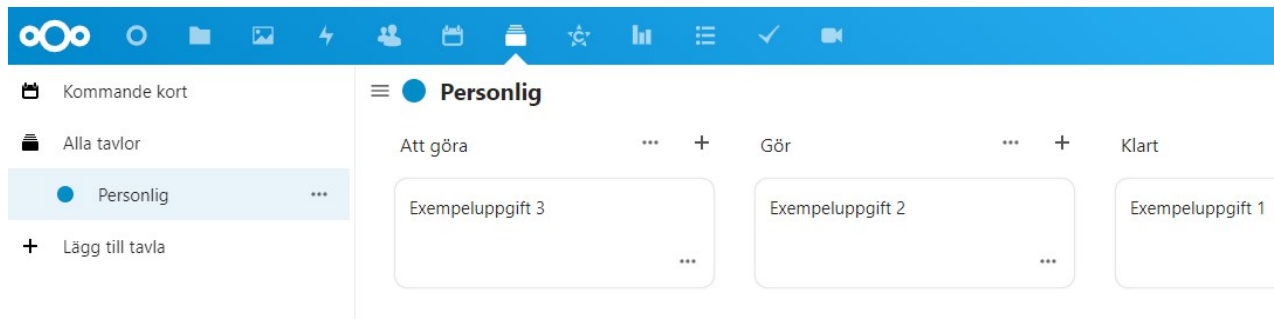 Kommande kort
Alla tavlor
Personlig
Lägg till tavla
Personlig
Att göra
Exempeluppgift 3
Gör
Exempeluppgift 2
Klart
Exempeluppgift 1